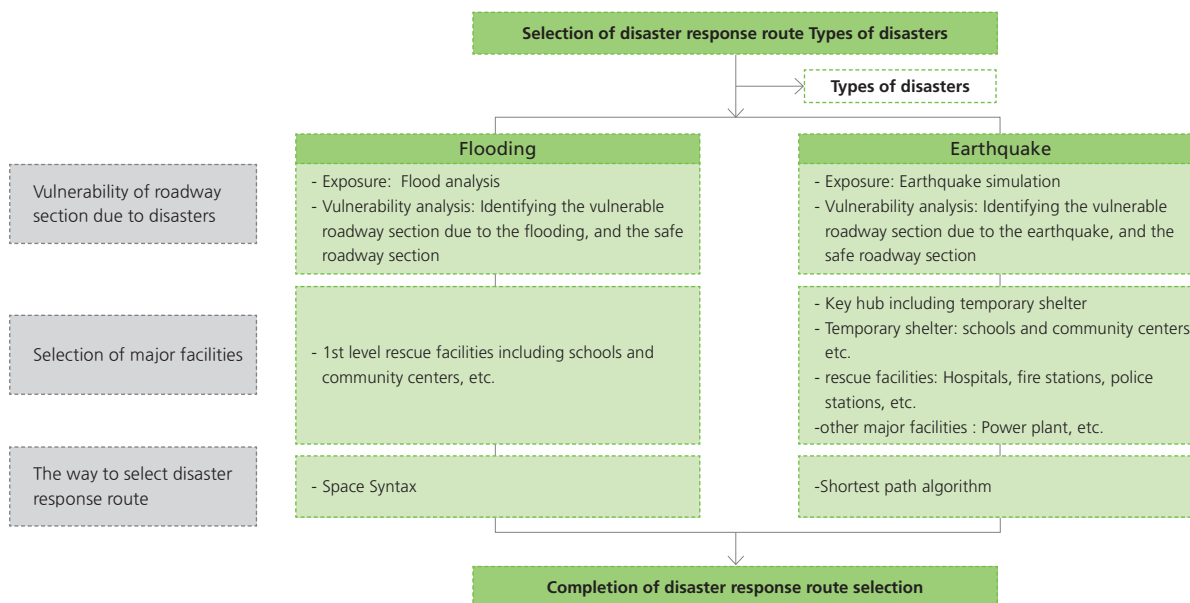 Selection of disaster response route Types of disasters
Types of disasters
Flooding
Earthquake
Vulnerability of roadway
section due to disasters
- Exposure: Flood analysis
- Vulnerability analysis: Identifying the vulnerable
roadway section due to the flooding, and the safe
roadway section
- Exposure: Earthquake simulation
- Vulnerability analysis: Identifying the vulnerable
roadway section due to the earthquake, and the
safe roadway section
Selection of major facilities
- 1st level rescue facilities including schools and
community centers, etc.
- Key hub including temporary shelter
- Temporary shelter: schools and community centers
etc.
- rescue facilities: Hospitals, fire stations, police
stations, etc.
-other major facilities : Power plant, etc.
The way to select disaster
response route
- Space Syntax
-Shortest path algorithm
Completion of disaster response route selection